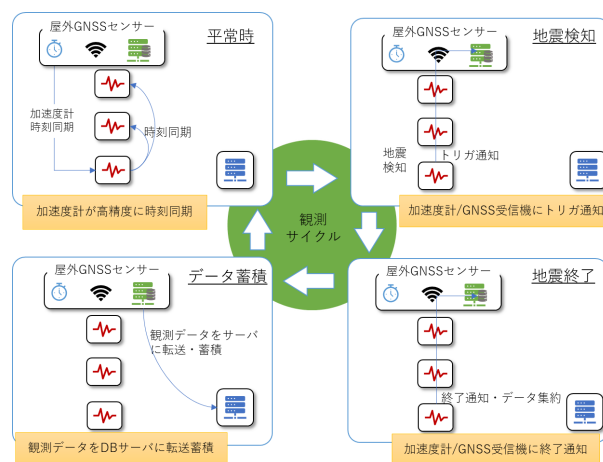 屋外GNSSセンサー
平常時
加速度計
時刻同期
時刻同期
加速度計が高精度に時刻同期
屋外GNSSセンサー
地震検知
地震
検知
トリガ通知
加速度計/GNSS受信機にトリガ通知
観測
サイクル
屋外GNSSセンサー
データ蓄積
観測データをサーバ
に転送・蓄積
観測データをDBサーバに転送蓄積
屋外GNSSセンサー
地震終了
終了通知・データ集約
加速度計/GNSS受信機に終了通知